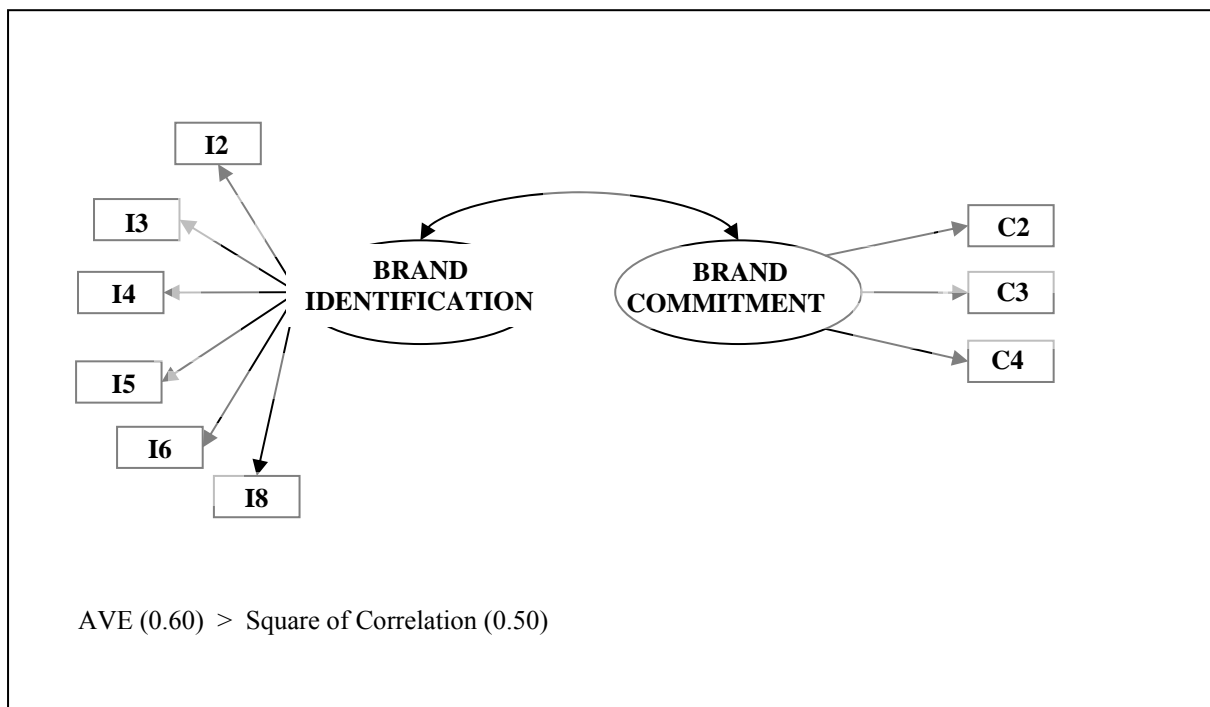 I2
I3
I4
I5
I6
I8
BRAND
IDENTIFICATION
BRAND
COMMITMENT
C2
C3
C4
AVE (0.60) > Square of Correlation (0.50)